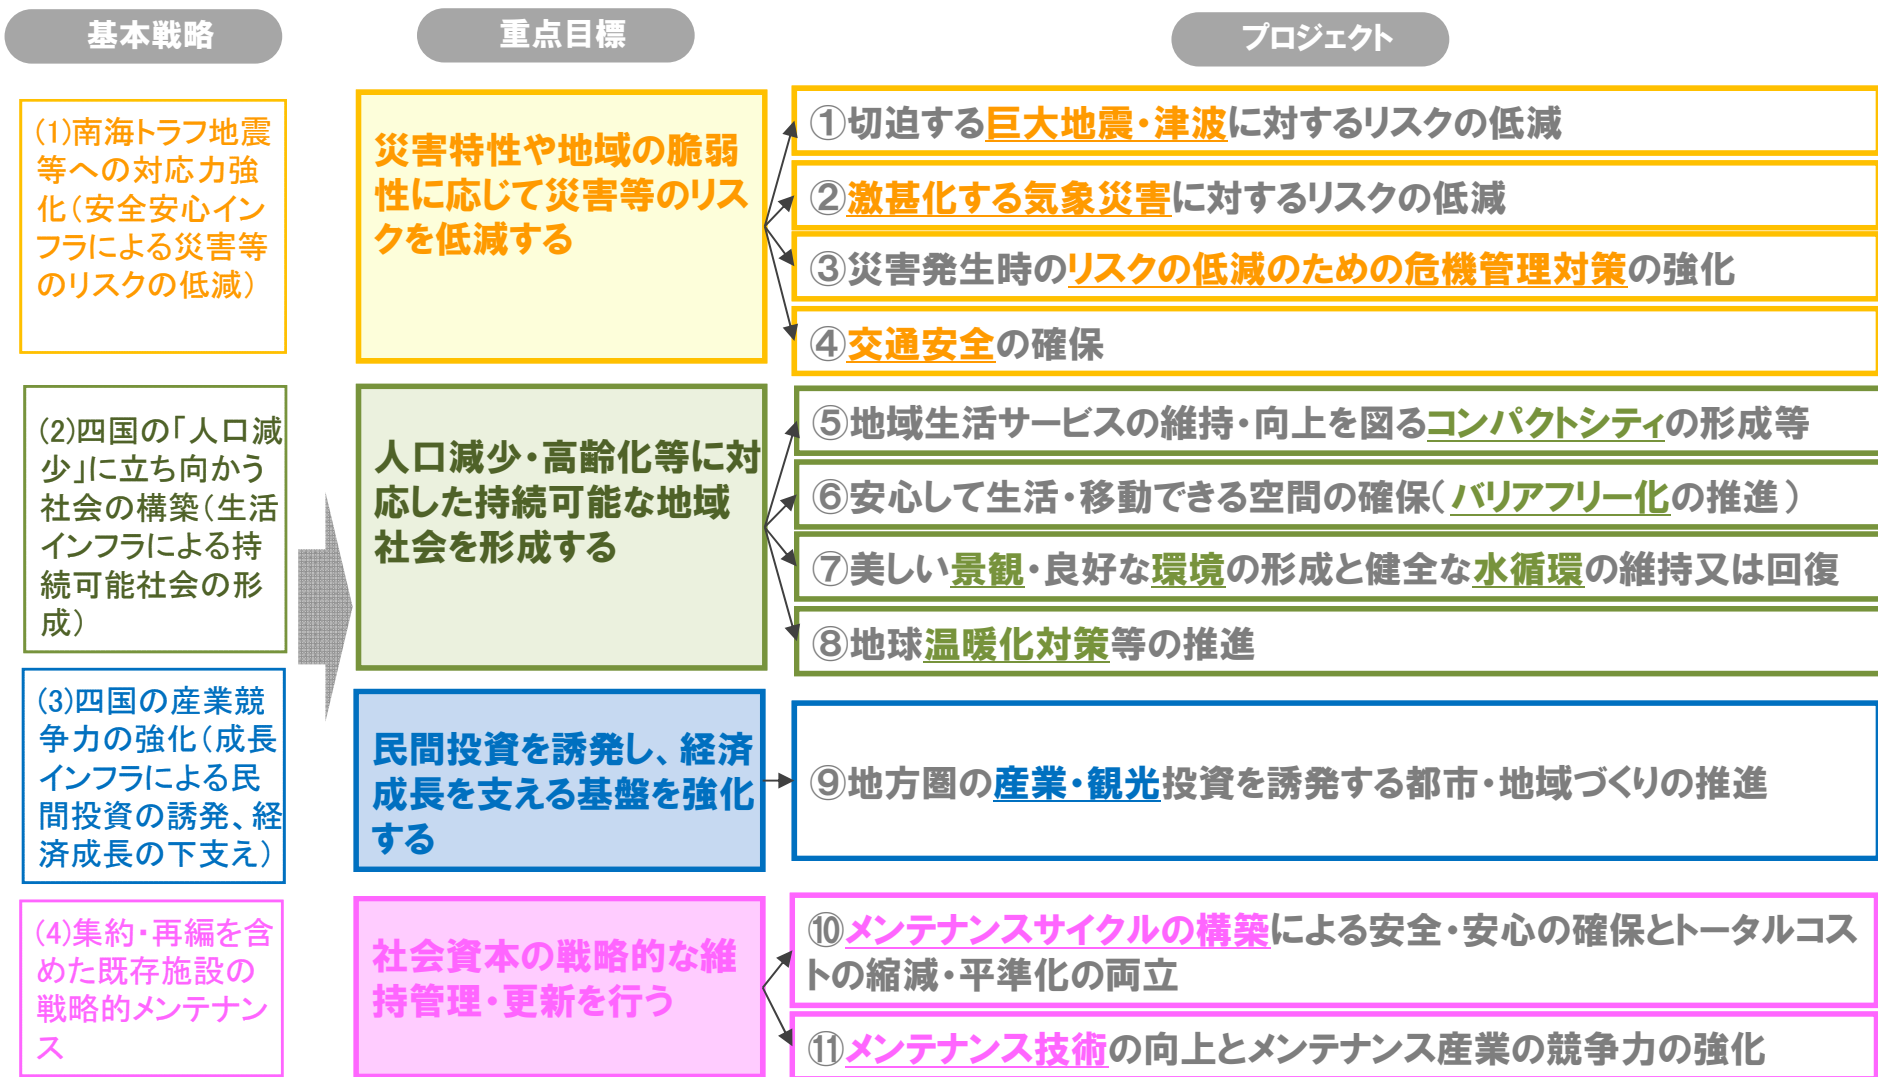 基本戦略
重点目標
プロジェクト
(1)南海トラフ地震
等への対応力強
化(安全安心イン
フラによる災害等
のリスクの低減)
災害特性や地域の脆弱
性に応じて災害等のリス
クを低減する
①切迫する巨大地震・津波に対するリスクの低減
②激甚化する気象災害に対するリスクの低減
③災害発生時のリスクの低減のための危機管理対策の強化
④交通安全の確保
(2)四国の「人口減
少」に立ち向かう
社会の構築(生活
インフラによる持
続可能社会の形
成)
人口減少・高齢化等に対
応した持続可能な地域
社会を形成する
⑤地域生活サービスの維持・向上を図るコンパクトシティの形成等
⑥安心して生活・移動できる空間の確保(バリアフリー化の推進)
⑦美しい景観・良好な環境の形成と健全な水循環の維持又は回復
⑧地球温暖化対策等の推進
(3)四国の産業競
争力の強化(成長
インフラによる民
間投資の誘発、経
済成長の下支え)
民間投資を誘発し、経済
成長を支える基盤を強化
する
⑨地方圏の産業・観光投資を誘発する都市・地域づくりの推進
(4)集約・再編を含
めた既存施設の
戦略的メンテナン
ス
社会資本の戦略的な維
持管理・更新を行う
⑩メンテナンスサイクルの構築による安全・安心の確保とトータルコス
トの縮減・平準化の両立
⑪メンテナンス技術の向上とメンテナンス産業の競争力の強化